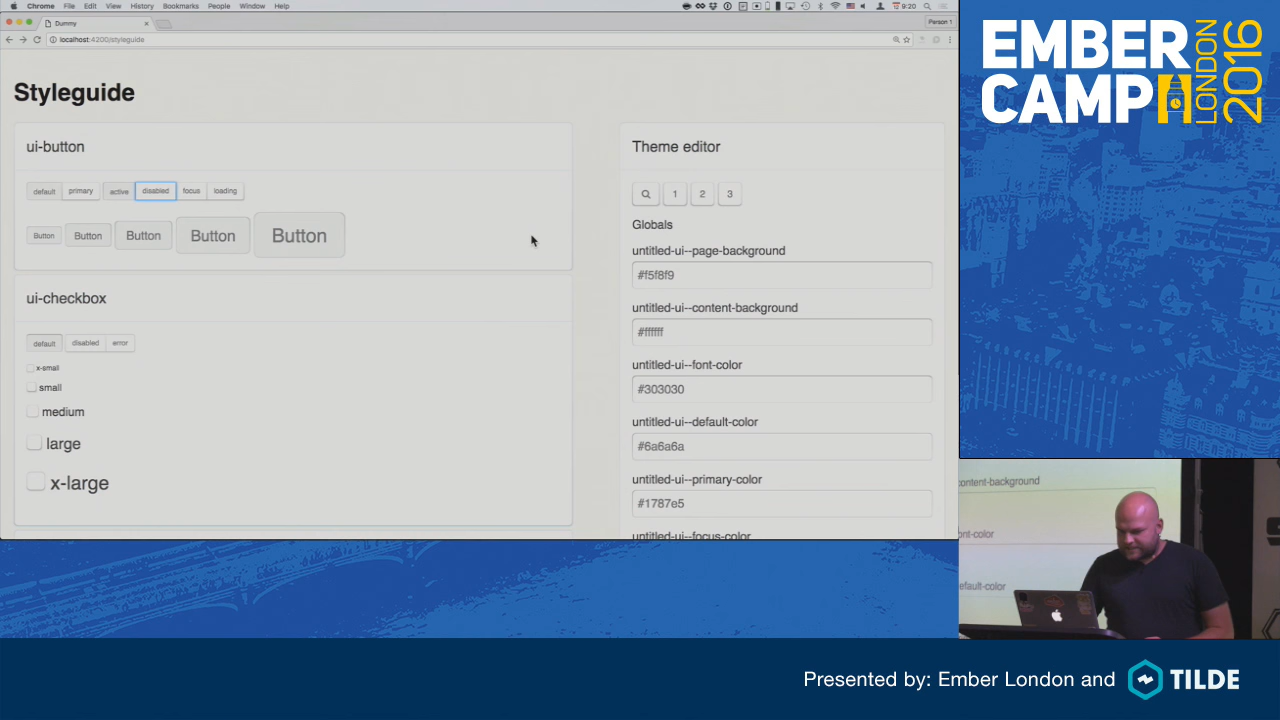 Chrome File Edit View History Bookmarks People Window Help 9:20
Dummy Person 1
localhost:4200/styleguide
Styleguide
ui-button
default primary active disabled focus loading
Button Button Button Button Button
ui-checkbox
default disabled error
x-small
small
medium
large
x-large
Theme editor
1 2 3
Globals
untitled-ui--page-background
#f5f8f9
untitled-ui--content-background
#ffffff
untitled-ui--font-color
#303030
untitled-ui--default-color
#6a6a6a
untitled-ui--primary-color
#1787e5
untitled-ui--focus-color
EMBER
CAMP
LONDON
2016
content-background
font-color
default-color
Presented by: Ember London and TILDE